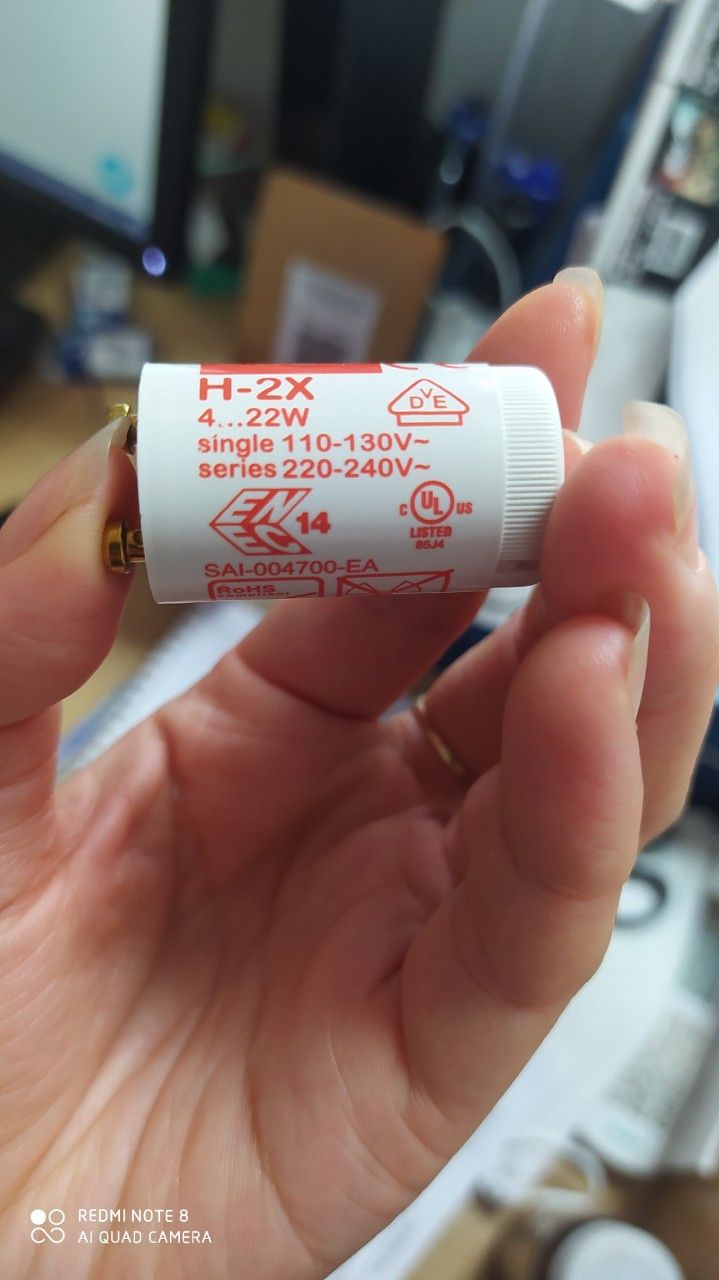 H-2X
4...22W
single 110-130V~
series 220-240V~
DVE
ENEC 14
C UL US
LISTED
85J4
SAI-004700-EA
RoHS
compliant
REDMI NOTE 8
AI QUAD CAMERA